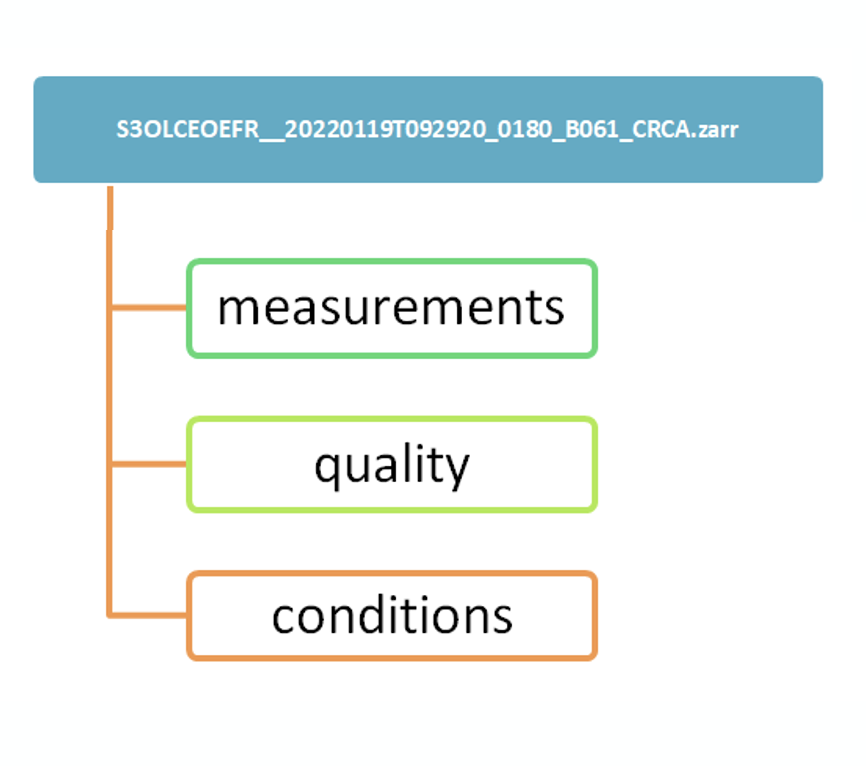 S3OLCEOEFR__20220119T092920_0180_B061_CRCA.zarr
measurements
quality
conditions